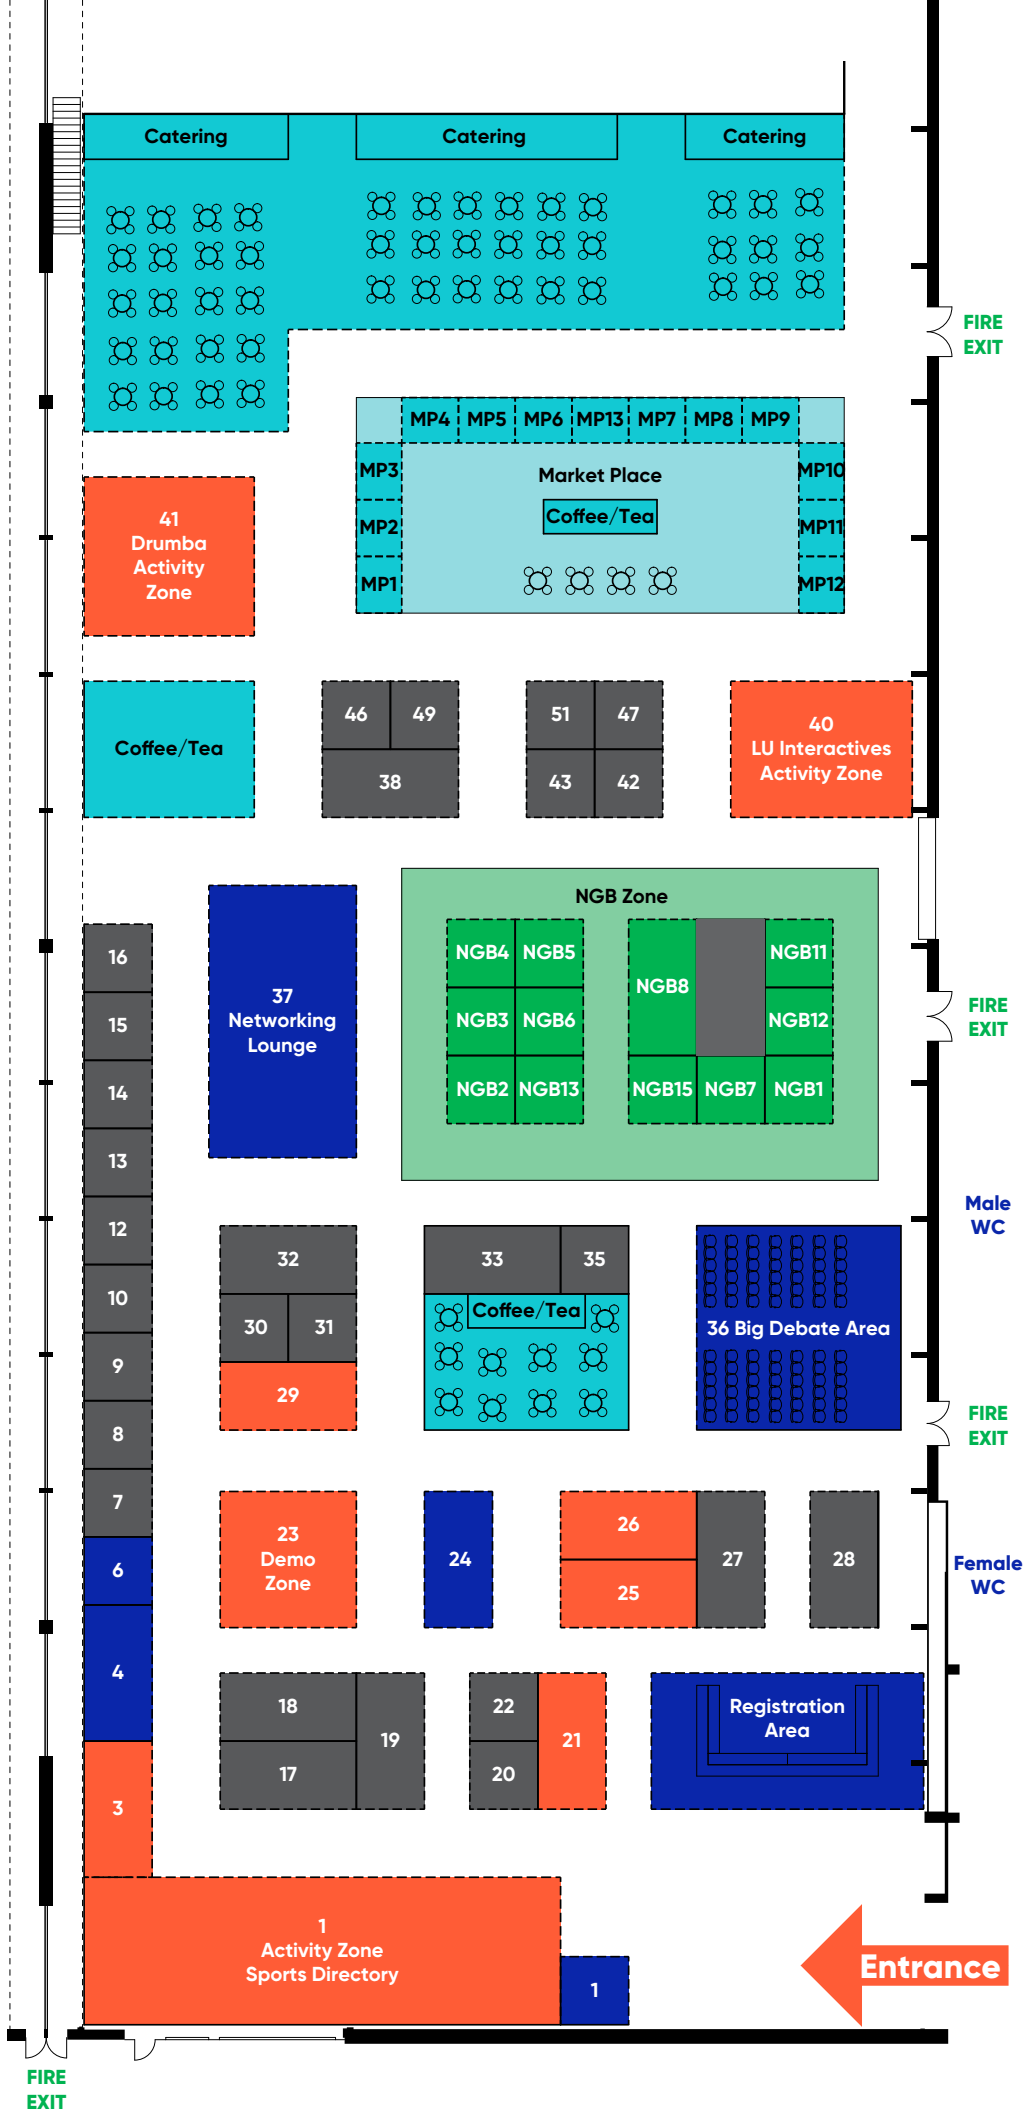 Catering
Catering
Catering
FIRE
EXIT
MP4
MP5
MP6
MP13
MP7
MP8
MP9
MP3
Market Place
MP10
MP2
Coffee/Tea
MP11
MP1
MP12
41
Drumba
Activity
Zone
Coffee/Tea
46
49
38
51
47
43
42
40
LU Interactives
Activity Zone
NGB Zone
NGB4
NGB5
NGB8
NGB11
NGB3
NGB6
NGB12
NGB2
NGB13
NGB15
NGB7
NGB1
FIRE
EXIT
37
Networking
Lounge
16
15
14
13
12
10
9
8
7
6
4
3
Male
WC
32
30
31
29
33
35
Coffee/Tea
36 Big Debate Area
FIRE
EXIT
23
Demo
Zone
24
26
25
27
28
Female
WC
18
17
19
22
20
21
Registration
Area
1
Activity Zone
Sports Directory
1
Entrance
FIRE
EXIT